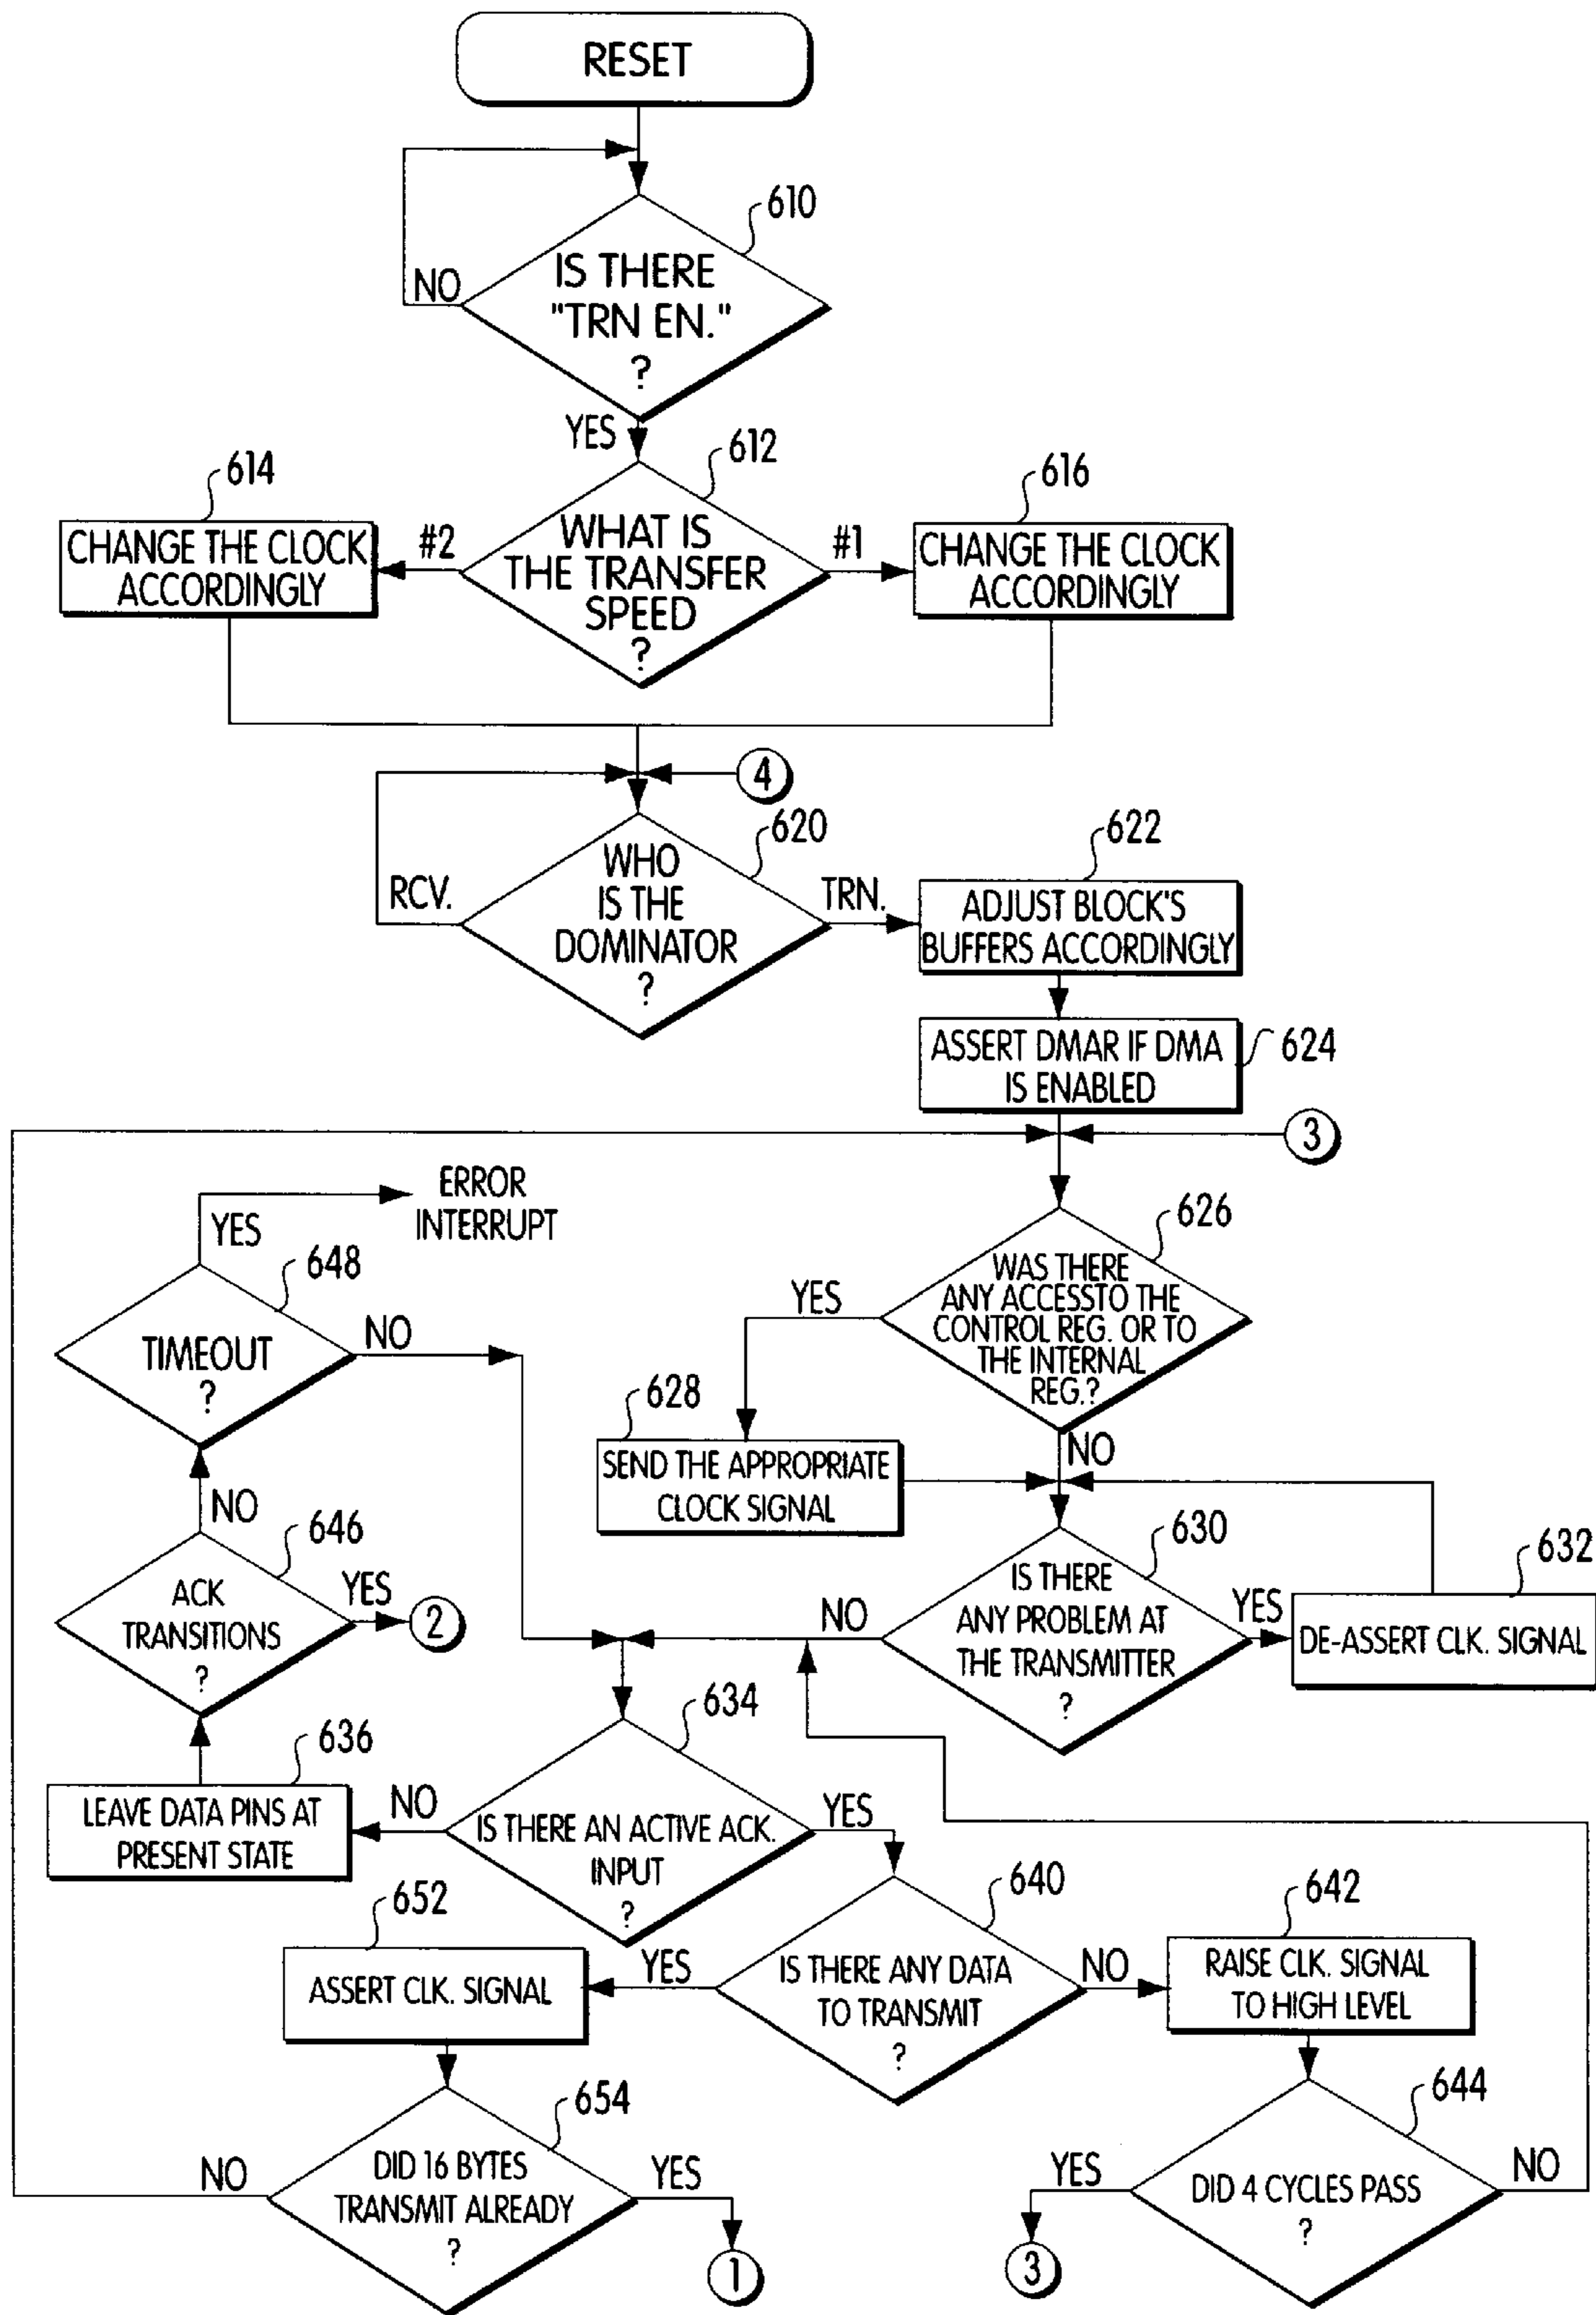 RESET
610
IS THERE
"TRN EN."
?
NO
YES
612
614
616
CHANGE THE CLOCK
ACCORDINGLY
#2
WHAT IS
THE TRANSFER
SPEED
?
#1
CHANGE THE CLOCK
ACCORDINGLY
4
620
622
RCV.
WHO
IS THE
DOMINATOR
?
TRN.
ADJUST BLOCK'S
BUFFERS ACCORDINGLY
ASSERT DMAR IF DMA
IS ENABLED
624
3
ERROR
INTERRUPT
YES
648
TIMEOUT
?
NO
626
YES
WAS THERE
ANY ACCESSTO THE
CONTROL REG. OR TO
THE INTERNAL
REG.?
NO
628
SEND THE APPROPRIATE
CLOCK SIGNAL
NO
646
ACK
TRANSITIONS
?
YES
2
630
632
NO
IS THERE
ANY PROBLEM AT
THE TRANSMITTER
?
YES
DE-ASSERT CLK. SIGNAL
634
636
LEAVE DATA PINS AT
PRESENT STATE
NO
IS THERE AN ACTIVE ACK.
INPUT
?
YES
652
640
642
ASSERT CLK. SIGNAL
YES
IS THERE ANY DATA
TO TRANSMIT
?
NO
RAISE CLK. SIGNAL
TO HIGH LEVEL
654
644
NO
DID 16 BYTES
TRANSMIT ALREADY
?
YES
1
YES
DID 4 CYCLES PASS
?
NO
3